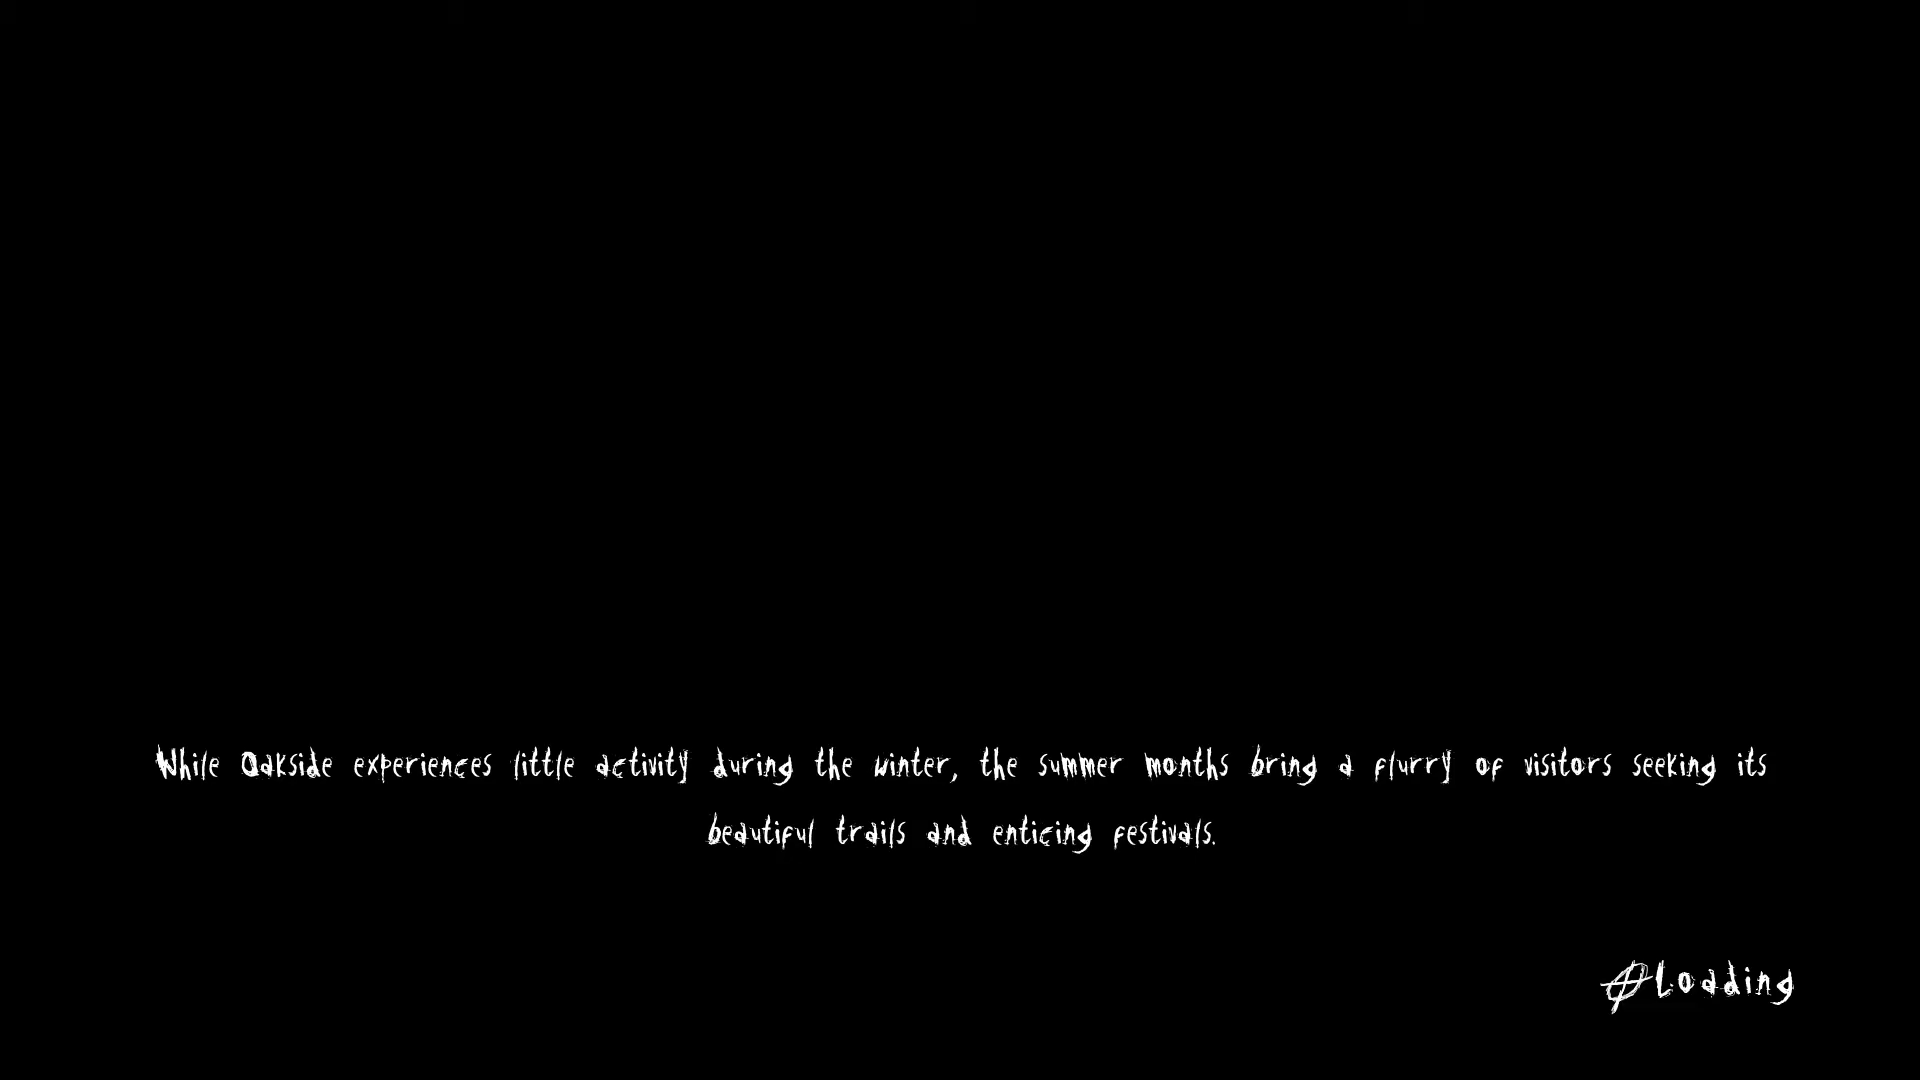 While Oakside experiences little activity during the winter, the summer months bring a flurry of visitors seeking its
beautiful trails and enticing festivals.
Loading